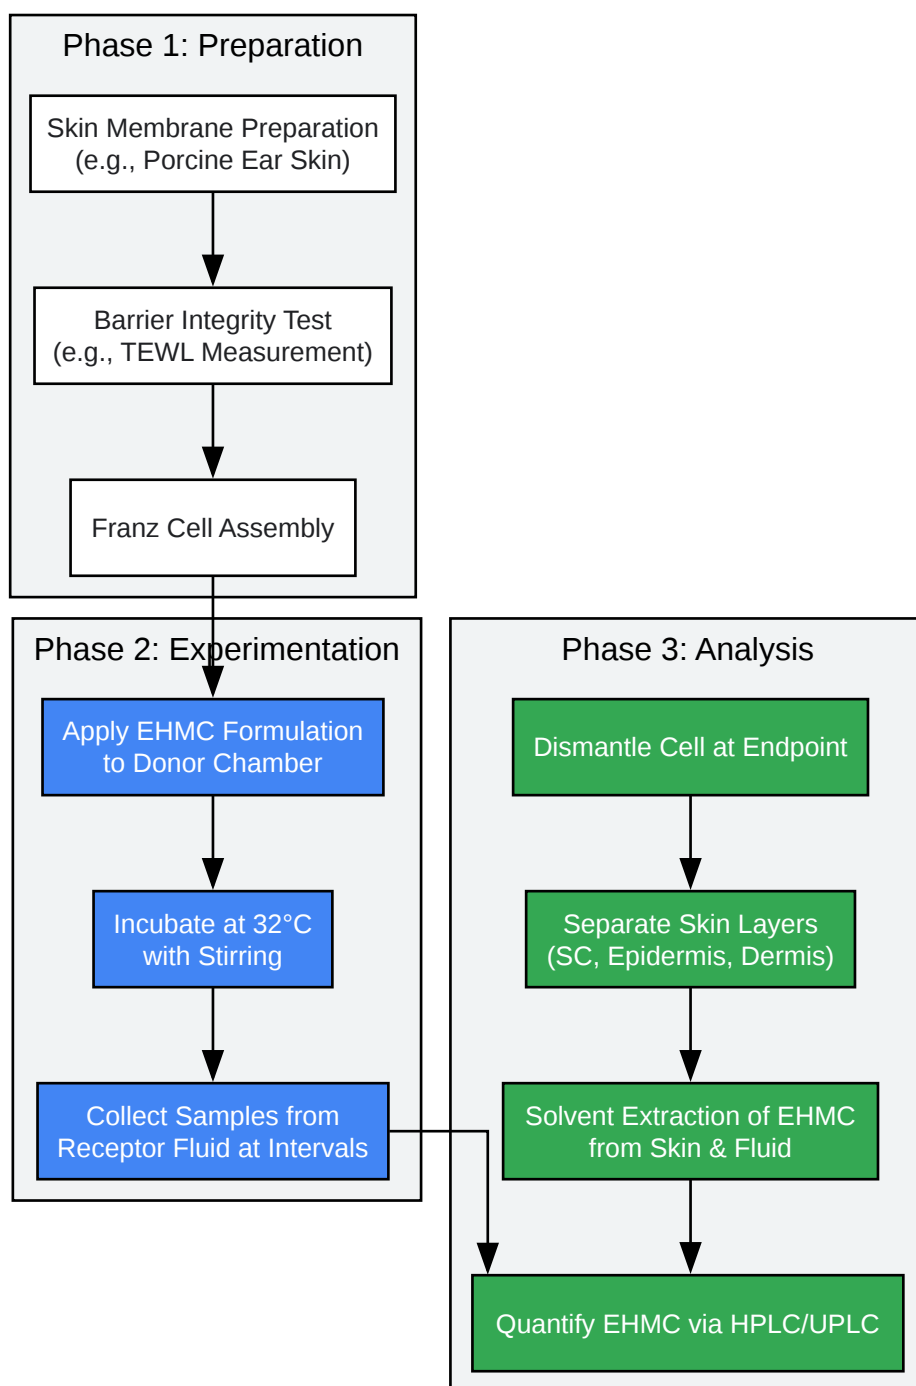 Phase 1: Preparation
Skin Membrane Preparation
(e.g., Porcine Ear Skin)
Barrier Integrity Test
(e.g., TEWL Measurement)
Franz Cell Assembly
Phase 2: Experimentation
Apply EHMC Formulation
to Donor Chamber
Incubate at 32°C
with Stirring
Collect Samples from
Receptor Fluid at Intervals
Phase 3: Analysis
Dismantle Cell at Endpoint
Separate Skin Layers
(SC, Epidermis, Dermis)
Solvent Extraction of EHMC
from Skin & Fluid
Quantify EHMC via HPLC/UPLC